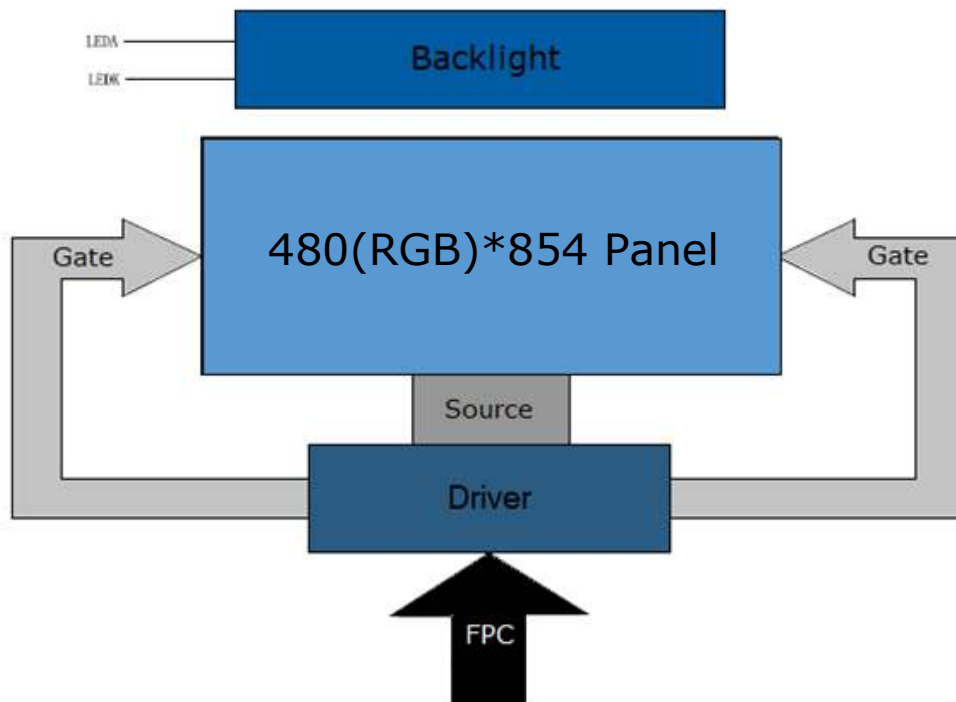 LEDA
Backlight
LEDK
480(RGB)*854 Panel
Gate
Gate
Source
Driver
FPC